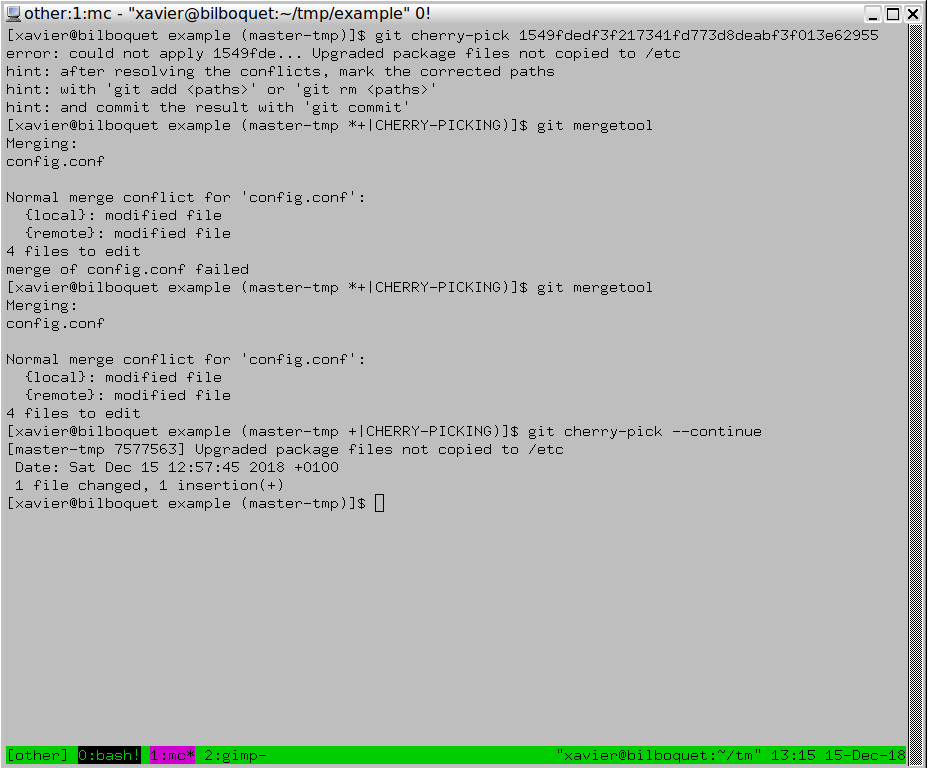 other:1:mc - "xavier@bilboquet:~/tmp/example" 0!
[xavier@bilboquet example (master-tmp)]$ git cherry-pick 1549fdedf3f217341fd773d8deabf3f013e62955
error: could not apply 1549fde... Upgraded package files not copied to /etc
hint: after resolving the conflicts, mark the corrected paths
hint: with 'git add <paths>' or 'git rm <paths>'
hint: and commit the result with 'git commit'
[xavier@bilboquet example (master-tmp *+|CHERRY-PICKING)]$ git mergetool
Merging:
config.conf

Normal merge conflict for 'config.conf':
  {local}: modified file
  {remote}: modified file
4 files to edit
merge of config.conf failed
[xavier@bilboquet example (master-tmp *+|CHERRY-PICKING)]$ git mergetool
Merging:
config.conf

Normal merge conflict for 'config.conf':
  {local}: modified file
  {remote}: modified file
4 files to edit
[xavier@bilboquet example (master-tmp +|CHERRY-PICKING)]$ git cherry-pick --continue
[master-tmp 7577563] Upgraded package files not copied to /etc
 Date: Sat Dec 15 12:57:45 2018 +0100
 1 file changed, 1 insertion(+)
[xavier@bilboquet example (master-tmp)]$
[other] 0:bash! 1:mc* 2:gimp- "xavier@bilboquet:~/tm" 13:15 15-Dec-18